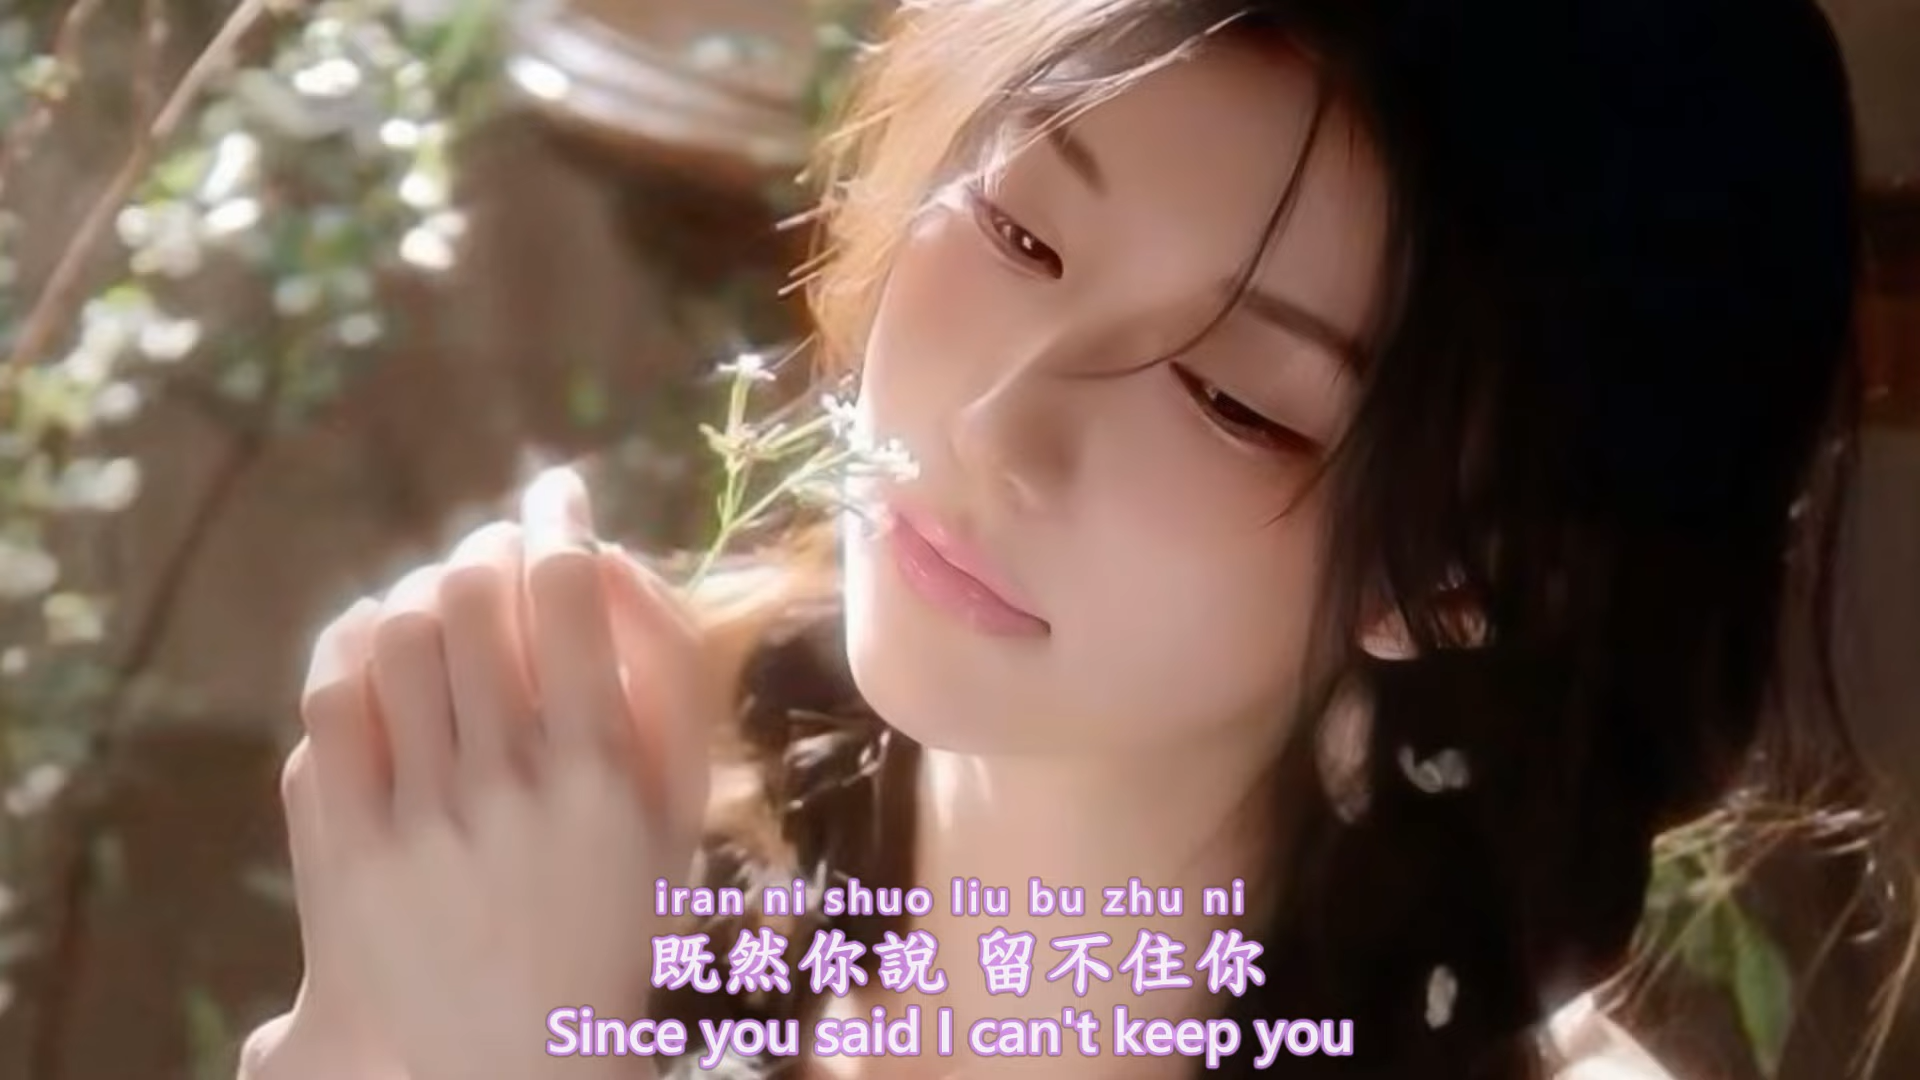 iran ni shuo liu bu zhu ni
既然你說 留不住你
Since you said I can't keep you